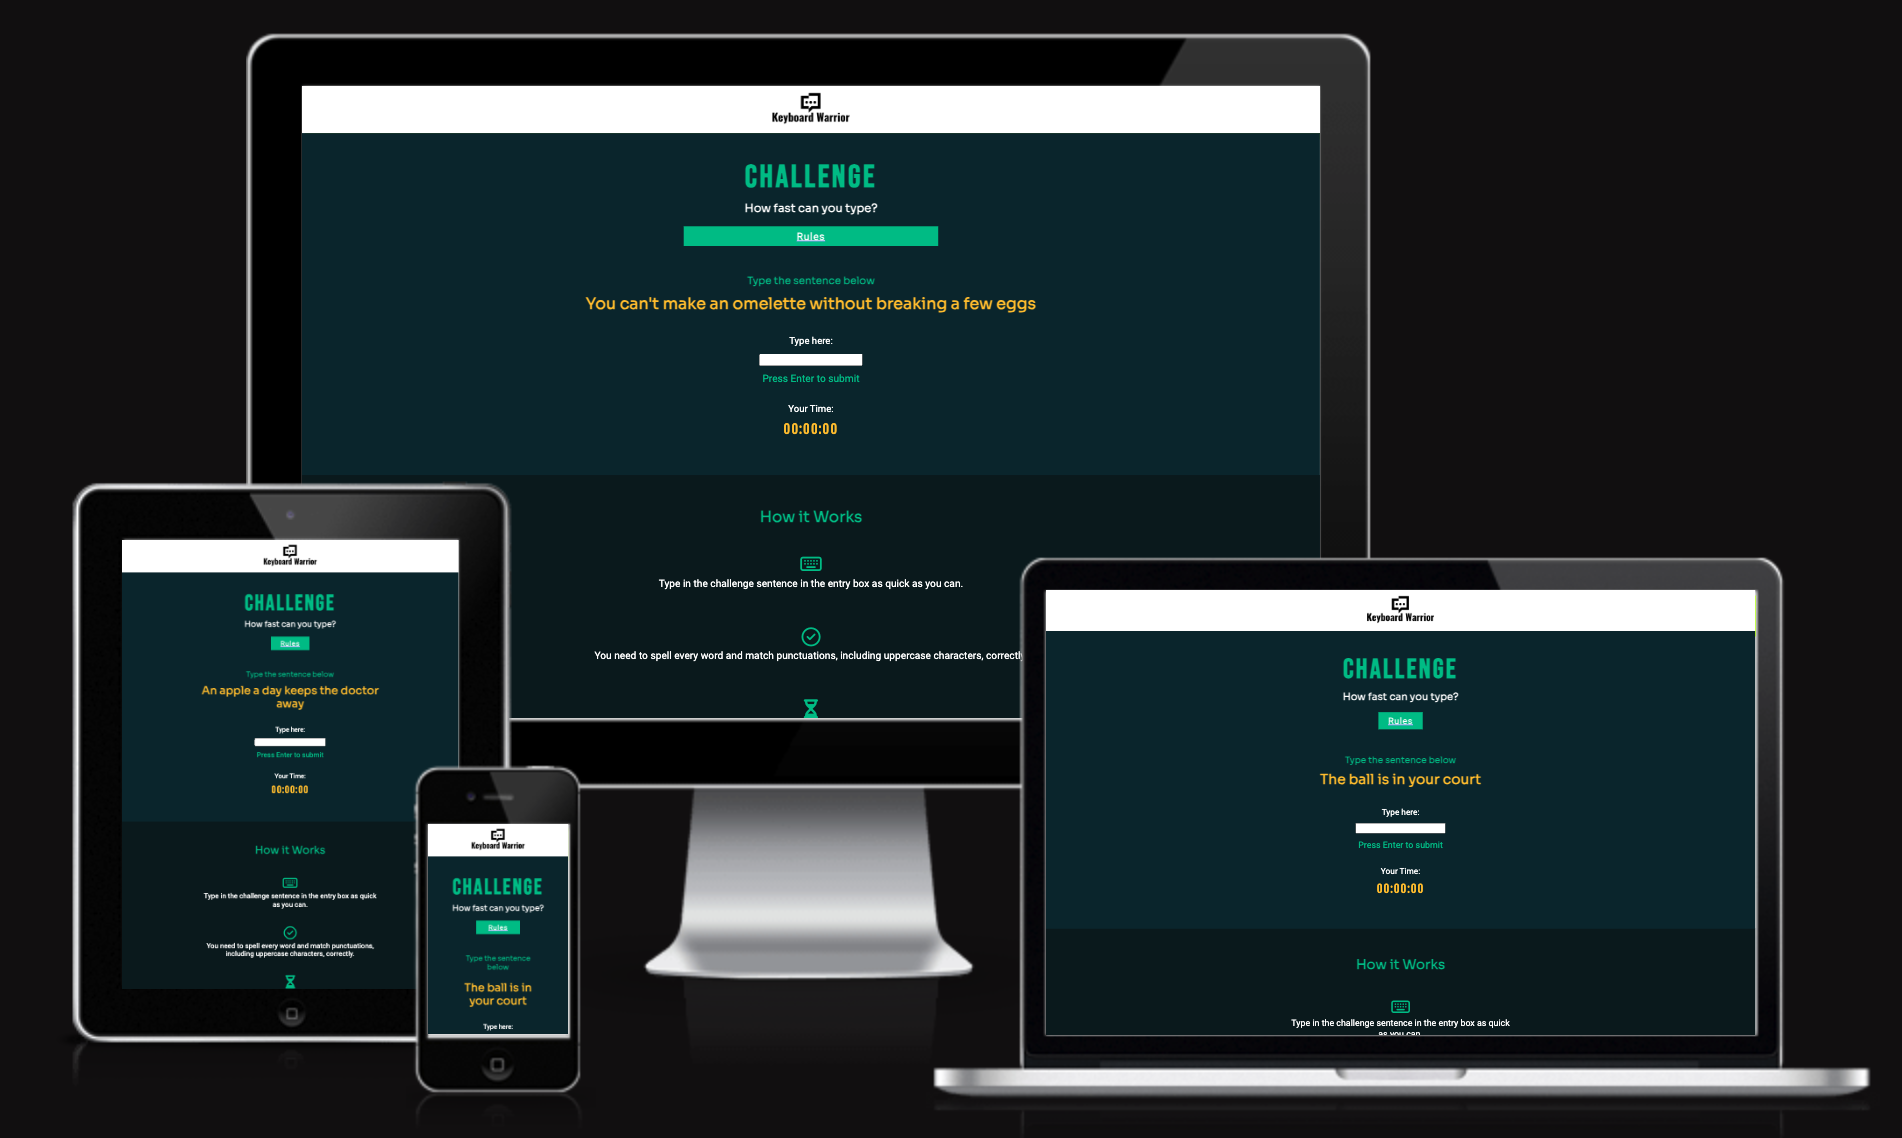 Keyboard Warrior
CHALLENGE
How fast can you type?
Rules
Type the sentence below
You can't make an omelette without breaking a few eggs
Type here:
Press Enter to submit
Your Time:
00:00:00
How it Works
Type in the challenge sentence in the entry box as quick as you can.
You need to spell every word and match punctuations, including uppercase characters, correctl
Keyboard Warrior
CHALLENGE
How fast can you type?
Rules
Type the sentence below
An apple a day keeps the doctor
away
Type here:
Press Enter to submit
Your Time:
00:00:00
How it Works
Type in the challenge sentence in the entry box as quick
as you can.
You need to spell every word and match punctuations,
including uppercase characters, correctly.
Keyboard Warrior
CHALLENGE
How fast can you type?
Rules
Type the sentence
below
The ball is in
your court
Type here:
Keyboard Warrior
CHALLENGE
How fast can you type?
Rules
Type the sentence below
The ball is in your court
Type here:
Press Enter to submit
Your Time:
00:00:00
How it Works
Type in the challenge sentence in the entry box as quick
as you can